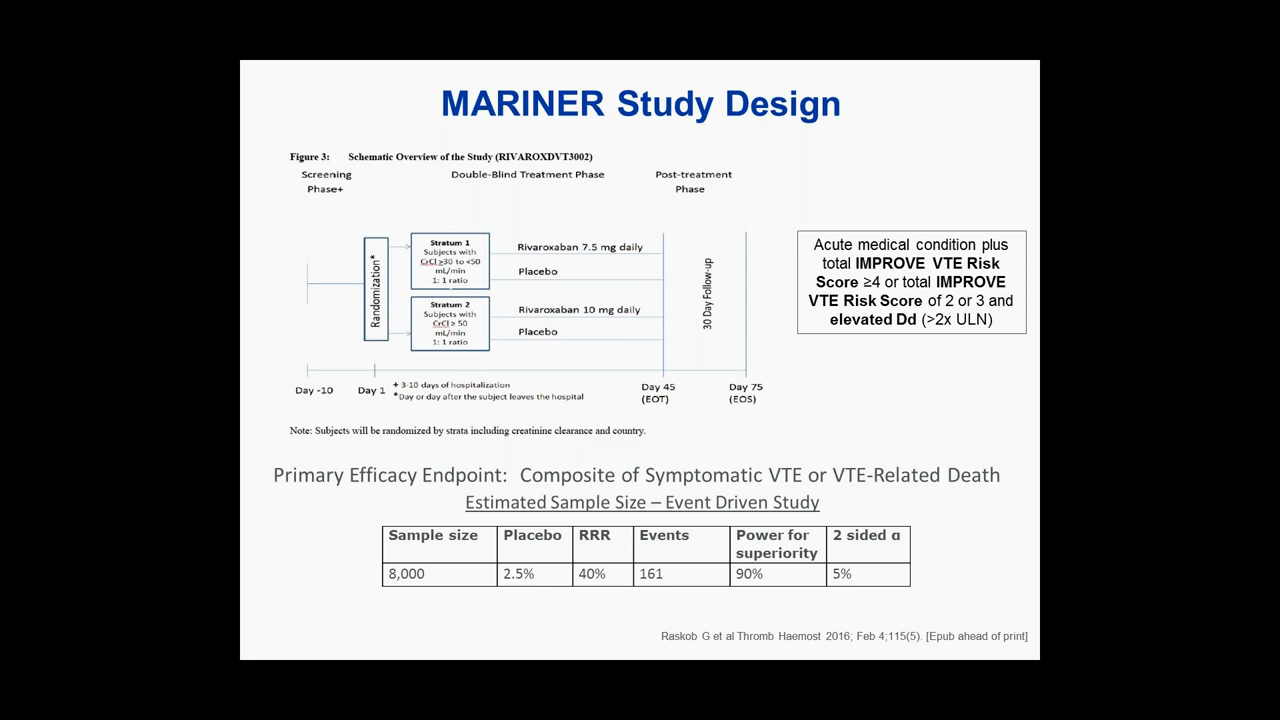 MARINER Study Design
Figure 3: Schematic Overview of the Study (RIVAROXDVT3002)
Screening
Phase+
Double-Blind Treatment Phase
Post-treatment
Phase
Randomization*
Stratum 1
Subjects with
CrCl ≥30 to <50
mL/min
1: 1 ratio
Rivaroxaban 7.5 mg daily
Placebo
Stratum 2
Subjects with
CrCl ≥ 50
mL/min
1: 1 ratio
Rivaroxaban 10 mg daily
Placebo
30 Day Follow-up
Day -10
Day 1
+ 3-10 days of hospitalization
*Day or day after the subject leaves the hospital
Day 45
(EOT)
Day 75
(EOS)
Note: Subjects will be randomized by strata including creatinine clearance and country.
Acute medical condition plus
total IMPROVE VTE Risk
Score ≥4 or total IMPROVE
VTE Risk Score of 2 or 3 and
elevated Dd (>2x ULN)
Primary Efficacy Endpoint: Composite of Symptomatic VTE or VTE-Related Death
Estimated Sample Size – Event Driven Study
Sample size Placebo RRR Events Power for superiority 2 sided α
8,000 2.5% 40% 161 90% 5%
Raskob G et al Thromb Haemost 2016; Feb 4;115(5). [Epub ahead of print]